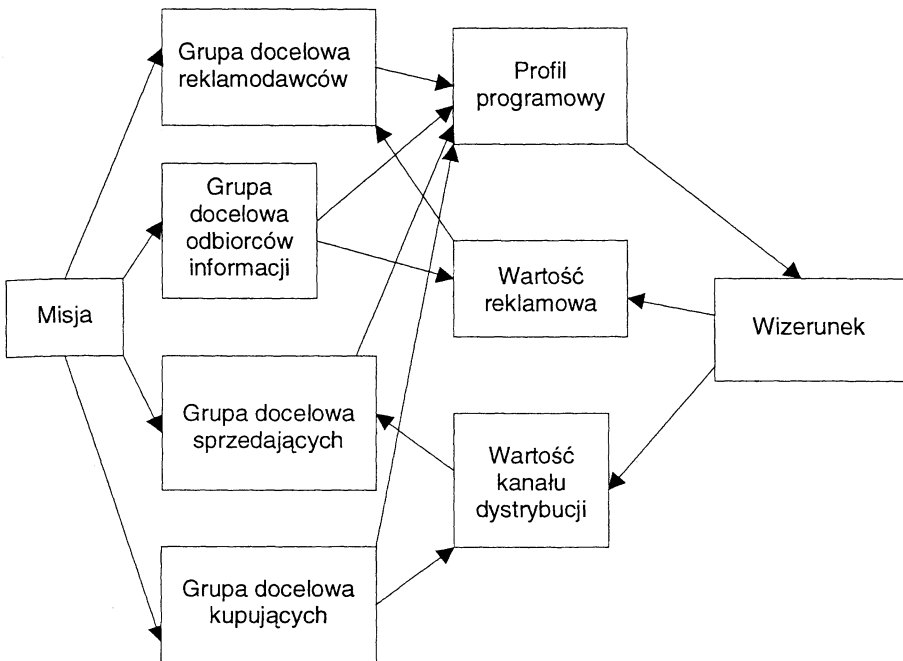 Grupa docelowa
reklamodawców
Profil
programowy
Grupa
docelowa
odbiorców
informacji
Misja
Wartość
reklamowa
Wizerunek
Grupa docelowa
sprzedających
Wartość
kanału
dystrybucji
Grupa docelowa
kupujących